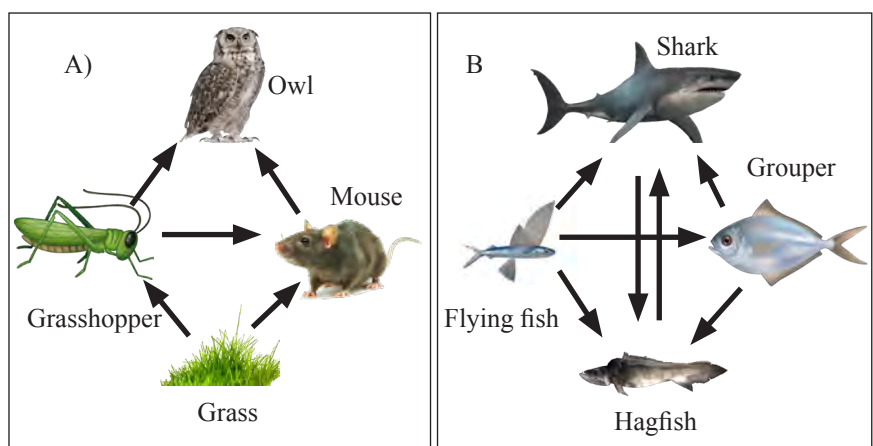 A)
Owl
Mouse
Grasshopper
Grass
B
Shark
Grouper
Flying fish
Hagfish